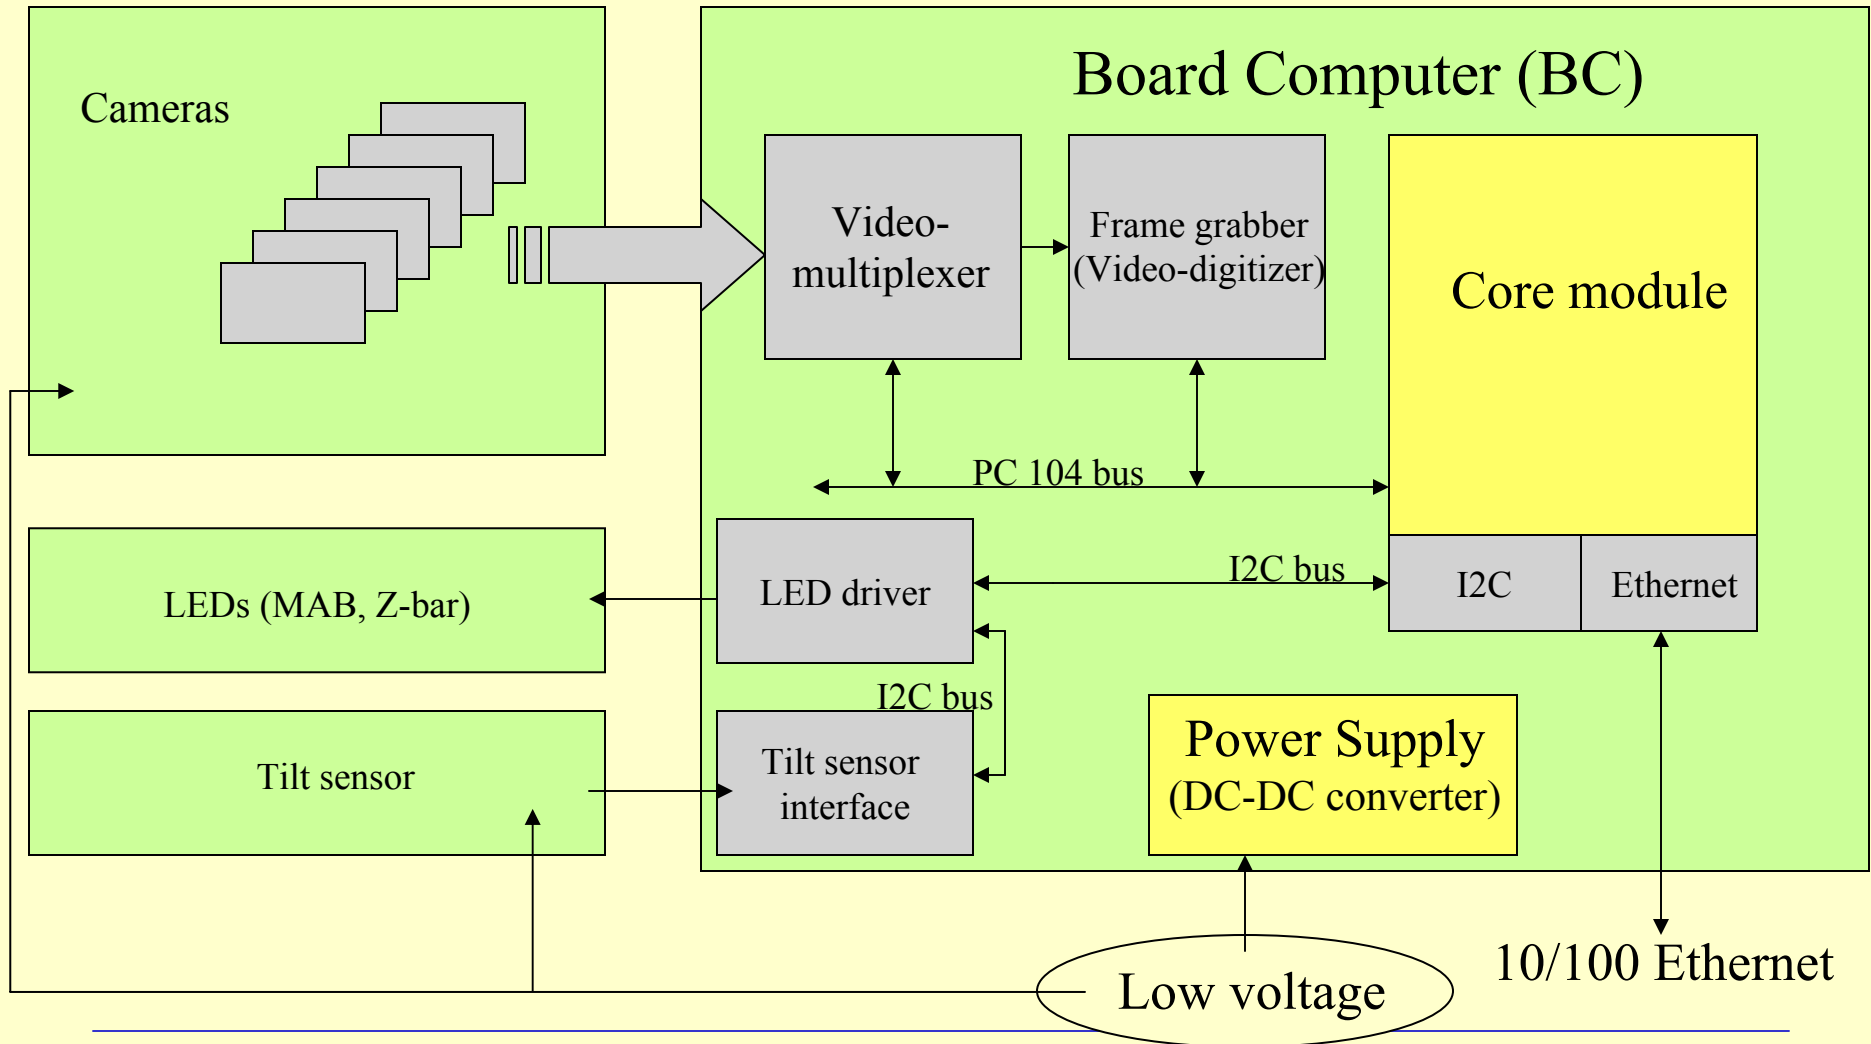 Board Computer (BC)
Cameras
Video-
multiplexer
Frame grabber
(Video-digitizer)
Core module
PC 104 bus
I2C bus
I2C
Ethernet
LED driver
LEDs (MAB, Z-bar)
I2C bus
Tilt sensor
Tilt sensor
interface
Power Supply
(DC-DC converter)
10/100 Ethernet
Low voltage